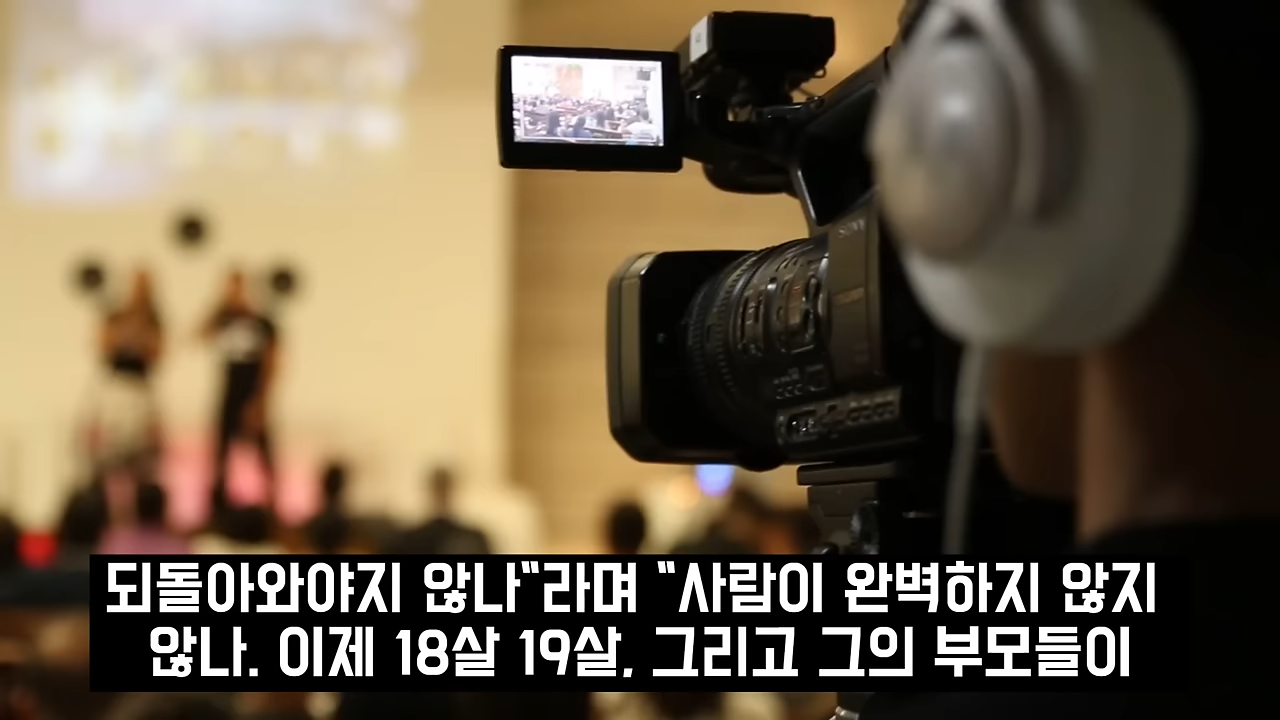 SONY
되돌아와야지 않나"라며 "사람이 완벽하지 않지
않나. 이제 18살 19살, 그리고 그의 부모들이